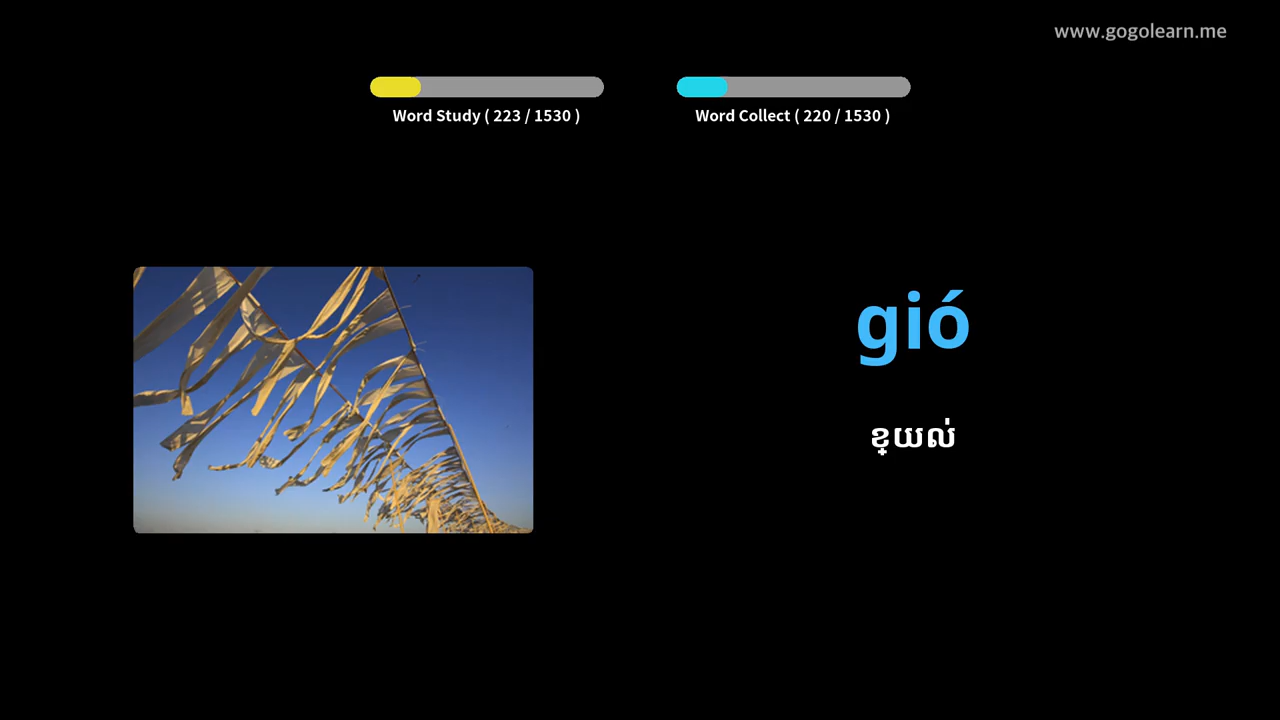 www.gogolearn.me
Word Study ( 223 / 1530 )
Word Collect ( 220 / 1530 )
gió
ខ្យល់